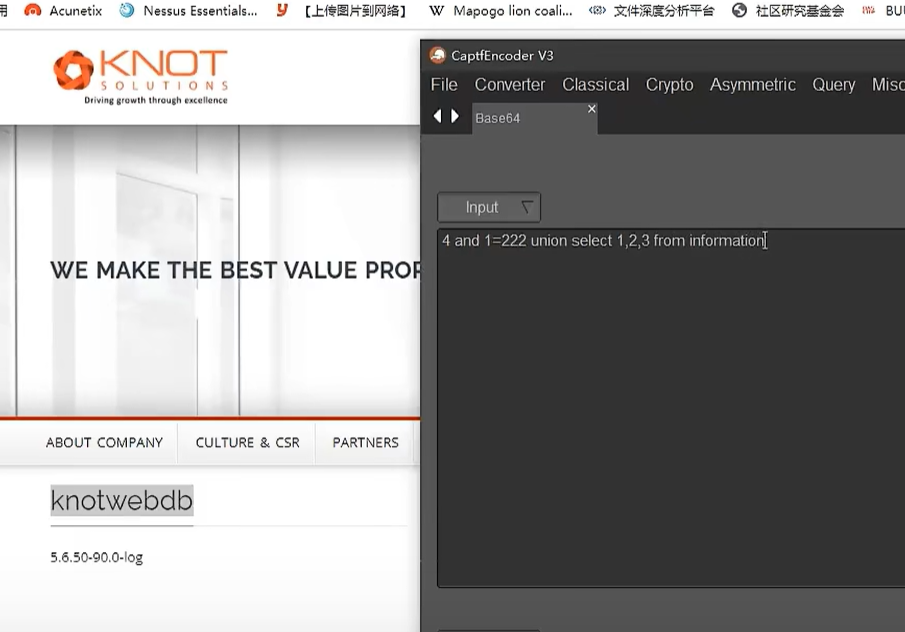 Acunetix Nessus Essentials... 【上传图片到网络】 Mapogo lion coali... 文件深度分析平台 社区研究基金会
KNOT
SOLUTIONS
Driving growth through excellence
WE MAKE THE BEST VALUE PROP
ABOUT COMPANY CULTURE & CSR PARTNERS
knotwebdb
5.6.50-90.0-log
CaptfEncoder V3
File Converter Classical Crypto Asymmetric Query Misc
Base64
Input
4 and 1=222 union select 1,2,3 from information